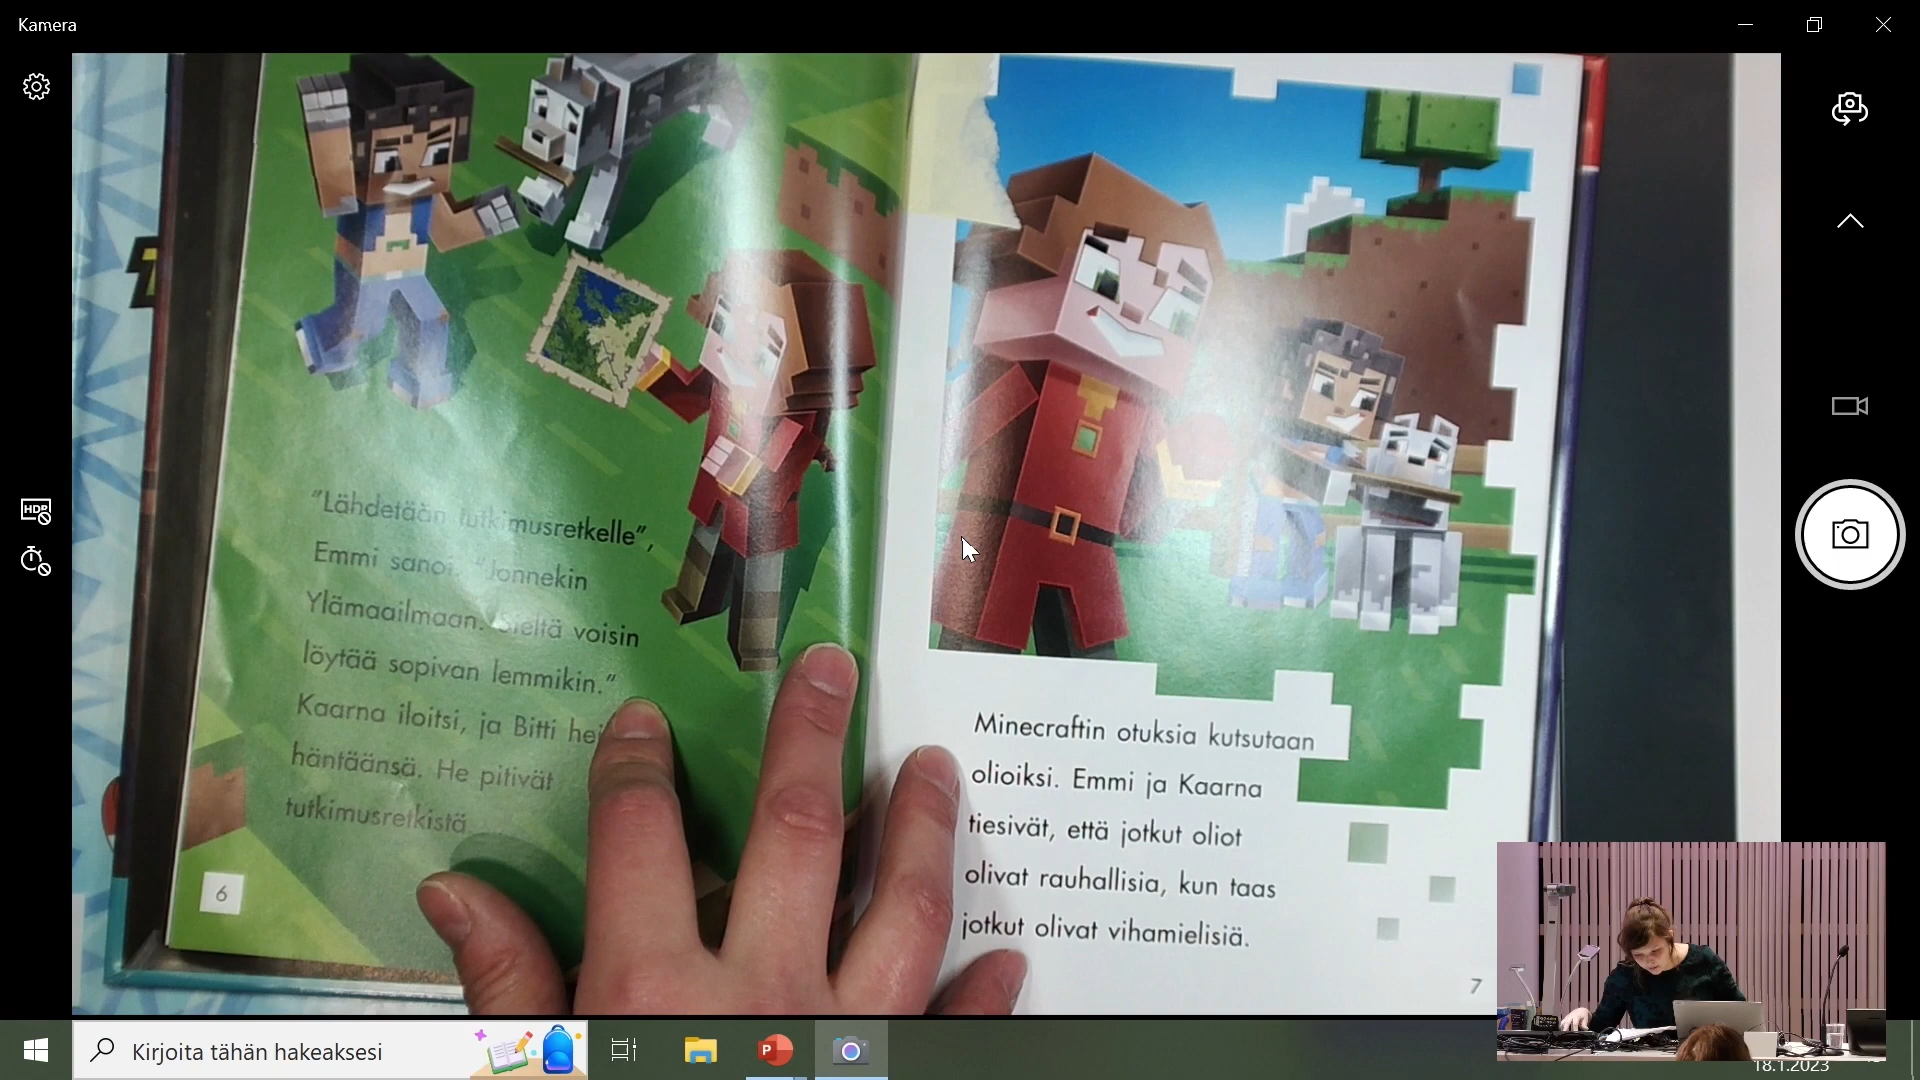 Kamera
"Lähdetään tutkimusretkelle",
Emmi sanoi. "Jonnekin
Ylämaailmaan. Sieltä voisin
löytää sopivan lemmikin."
Kaarna iloitsi, ja Bitti
häntäänsä. He pitivät
tutkimusretkistä
6
Minecraftin otuksia kutsutaan
olioiksi. Emmi ja Kaarna
tiesivät, että jotkut oliot
olivat rauhallisia, kun taas
jotkut olivat vihamielisiä.
7
HDR
Kirjoita tähän hakeaksesi
P
18.1.2023